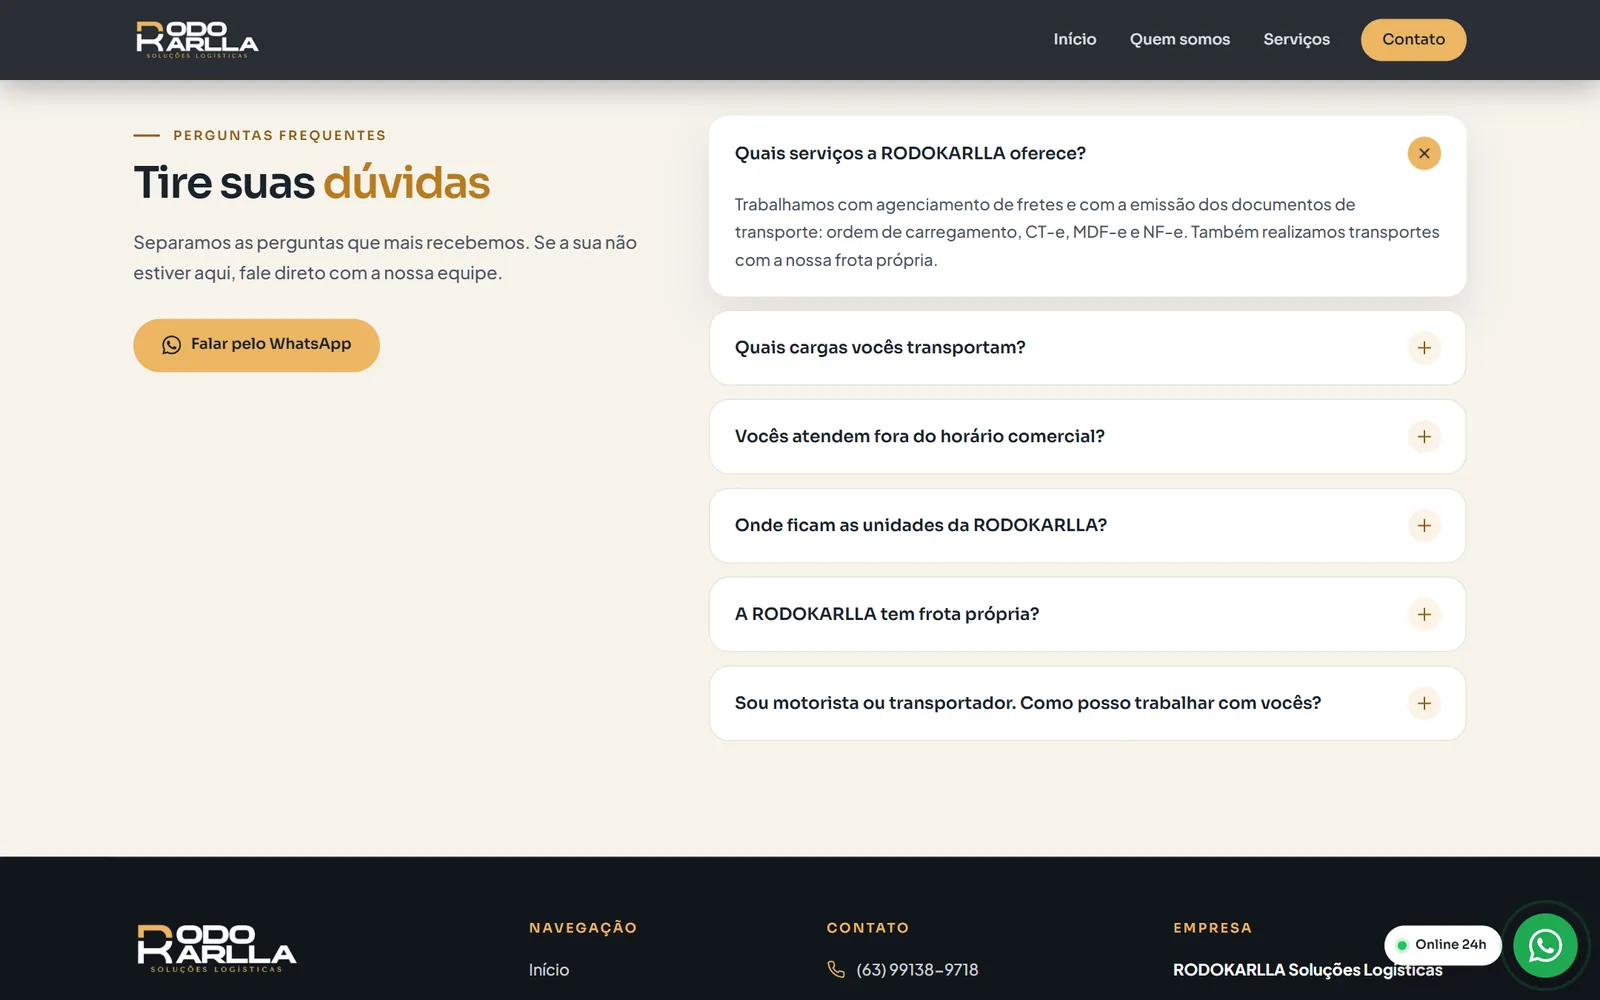 RODO
KARLLA
SOLUÇÕES LOGÍSTICAS
Início
Quem somos
Serviços
Contato
PERGUNTAS FREQUENTES
Tire suas dúvidas
Separamos as perguntas que mais recebemos. Se a sua não
estiver aqui, fale direto com a nossa equipe.
Falar pelo WhatsApp
Quais serviços a RODOKARLLA oferece?
Trabalhamos com agenciamento de fretes e com a emissão dos documentos de
transporte: ordem de carregamento, CT-e, MDF-e e NF-e. Também realizamos transportes
com a nossa frota própria.
Quais cargas vocês transportam?
Vocês atendem fora do horário comercial?
Onde ficam as unidades da RODOKARLLA?
A RODOKARLLA tem frota própria?
Sou motorista ou transportador. Como posso trabalhar com vocês?
RODO
KARLLA
SOLUÇÕES LOGÍSTICAS
NAVEGAÇÃO
Início
CONTATO
(63) 99138-9718
EMPRESA
RODOKARLLA Soluções Logísticas
Online 24h